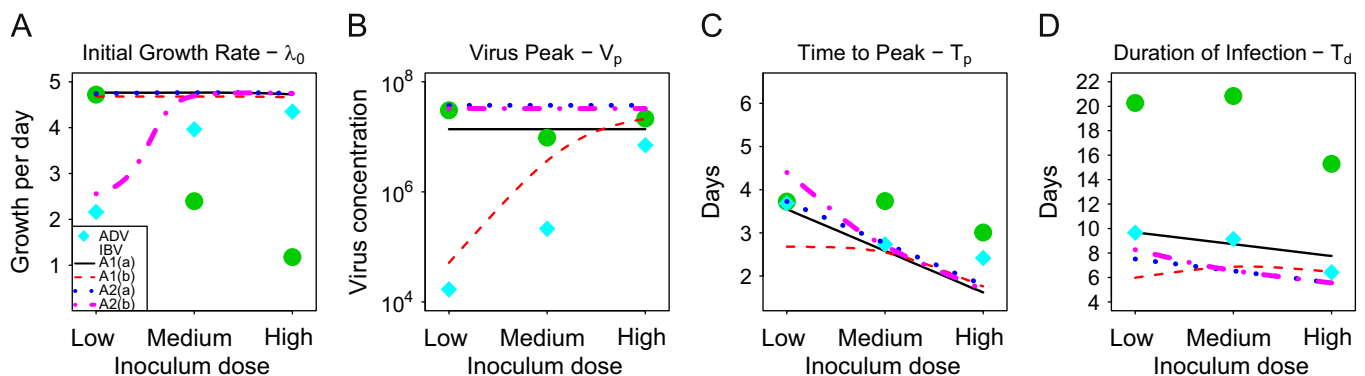 A
Initial Growth Rate − λ0
Growth per day
5
4
3
2
1
ADV
IBV
A1(a)
A1(b)
A2(a)
A2(b)
Low
Medium
High
Inoculum dose
B
Virus Peak − Vp
Virus concentration
10^8
10^6
10^4
Low
Medium
High
Inoculum dose
C
Time to Peak − Tp
Days
6
5
4
3
2
Low
Medium
High
Inoculum dose
D
Duration of Infection − Td
Days
22
20
18
16
14
12
10
8
6
4
Low
Medium
High
Inoculum dose